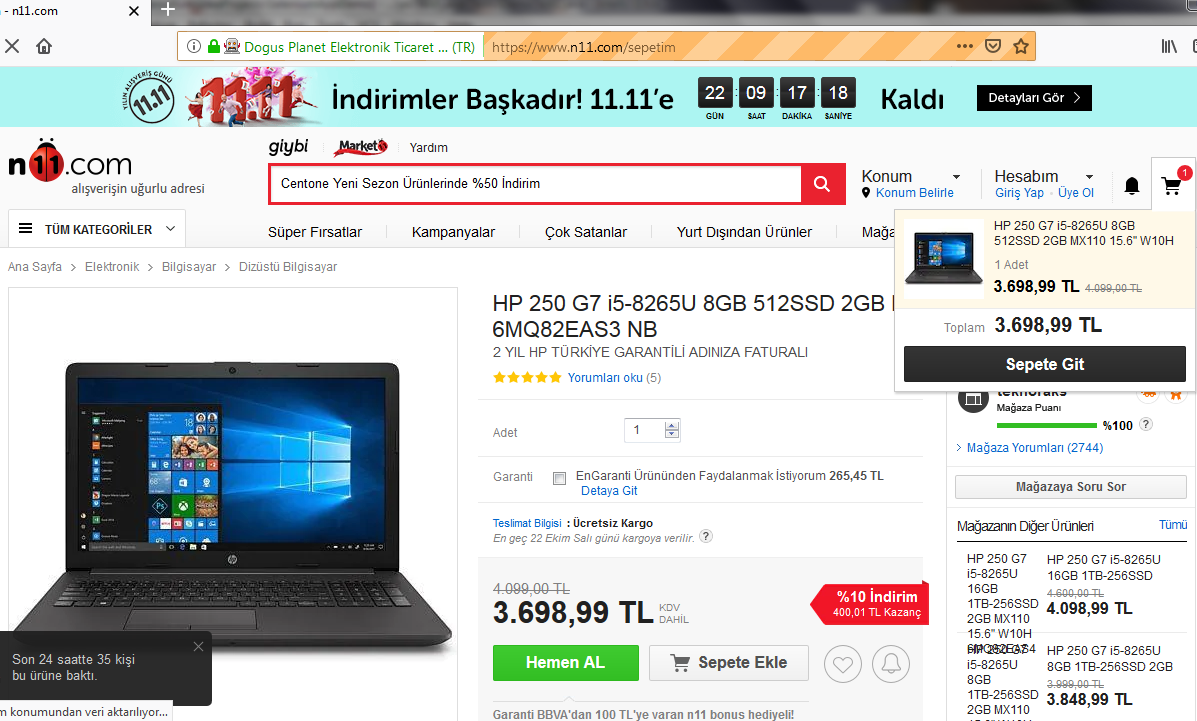 - n11.com
Dogus Planet Elektronik Ticaret ... (TR)
https://www.n11.com/sepetim
YILIN ALIŞVERİŞ GÜNÜ
11.11
11.11
İndirimler Başkadır! 11.11'e
22 : 09 : 17 : 18
GÜN SAAT DAKİKA SANİYE
Kaldı
Detayları Gör
n11.com
alışverişin uğurlu adresi
giybi
Market
Yardım
Centone Yeni Sezon Ürünlerinde %50 İndirim
Konum
Konum Belirle
Hesabım
Giriş Yap
Üye Ol
1
TÜM KATEGORİLER
Süper Fırsatlar
Kampanyalar
Çok Satanlar
Yurt Dışından Ürünler
Mağa
HP 250 G7 i5-8265U 8GB
512SSD 2GB MX110 15.6" W10H
1 Adet
3.698,99 TL 4.099,00 TL
Toplam 3.698,99 TL
Sepete Git
Ana Sayfa > Elektronik > Bilgisayar > Dizüstü Bilgisayar
HP 250 G7 i5-8265U 8GB 512SSD 2GB
6MQ82EAS3 NB
2 YIL HP TÜRKİYE GARANTİLİ ADINIZA FATURALI
Yorumları oku (5)
Adet
1
Garanti
EnGaranti Ürününden Faydalanmak İstiyorum 265,45 TL
Detaya Git
Teslimat Bilgisi : Ücretsiz Kargo
En geç 22 Ekim Salı günü kargoya verilir. ?
4.099,00 TL
3.698,99 TL
KDV
DAHİL
%10 İndirim
400,01 TL Kazanç
Hemen AL
Sepete Ekle
Garanti BBVA'dan 100 TL'ye varan n11 bonus hediyeli!
teknoraks
Mağaza Puanı
%100 ?
Mağaza Yorumları (2744)
Mağazaya Soru Sor
Mağazanın Diğer Ürünleri
Tümü
HP 250 G7
i5-8265U
16GB
1TB-256SSD
2GB MX110
15.6" W10H
HP 250 G7 i5-8265U
16GB 1TB-256SSD
4.600,00 TL
4.098,99 TL
HP 250 G7
i5-8265U
8GB
1TB-256SSD
2GB MX110
HP 250 G7 i5-8265U
8GB 1TB-256SSD 2GB
3.999,00 TL
3.848,99 TL
Son 24 saatte 35 kişi
bu ürüne baktı.
m konumundan veri aktarılıyor...